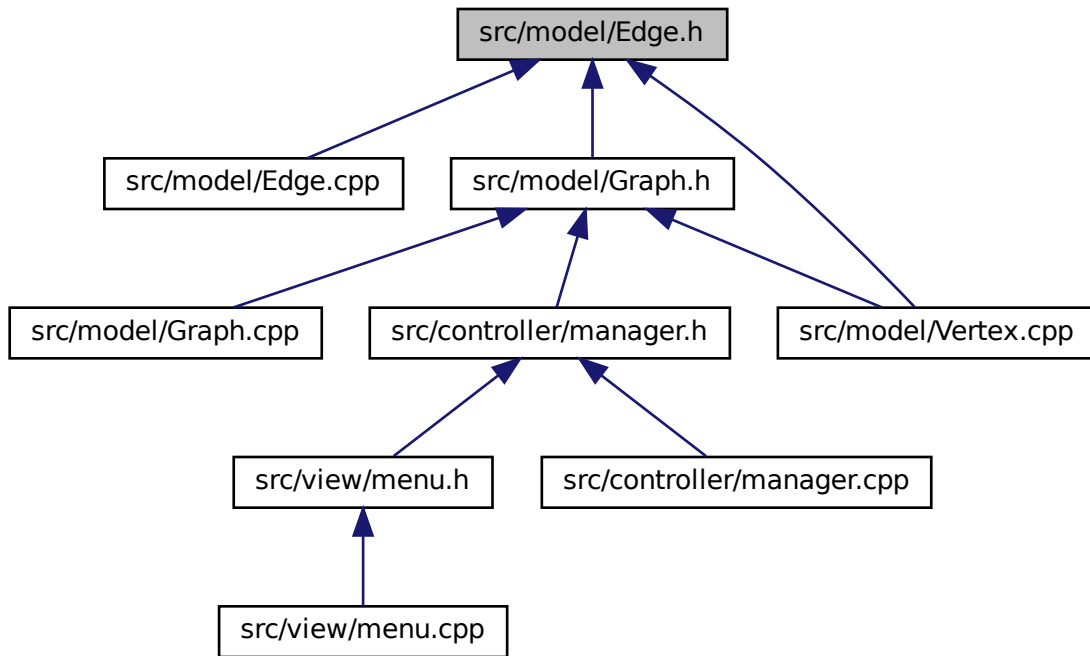 src/model/Edge.h
src/model/Edge.cpp
src/model/Graph.h
src/model/Graph.cpp
src/controller/manager.h
src/model/Vertex.cpp
src/view/menu.h
src/controller/manager.cpp
src/view/menu.cpp